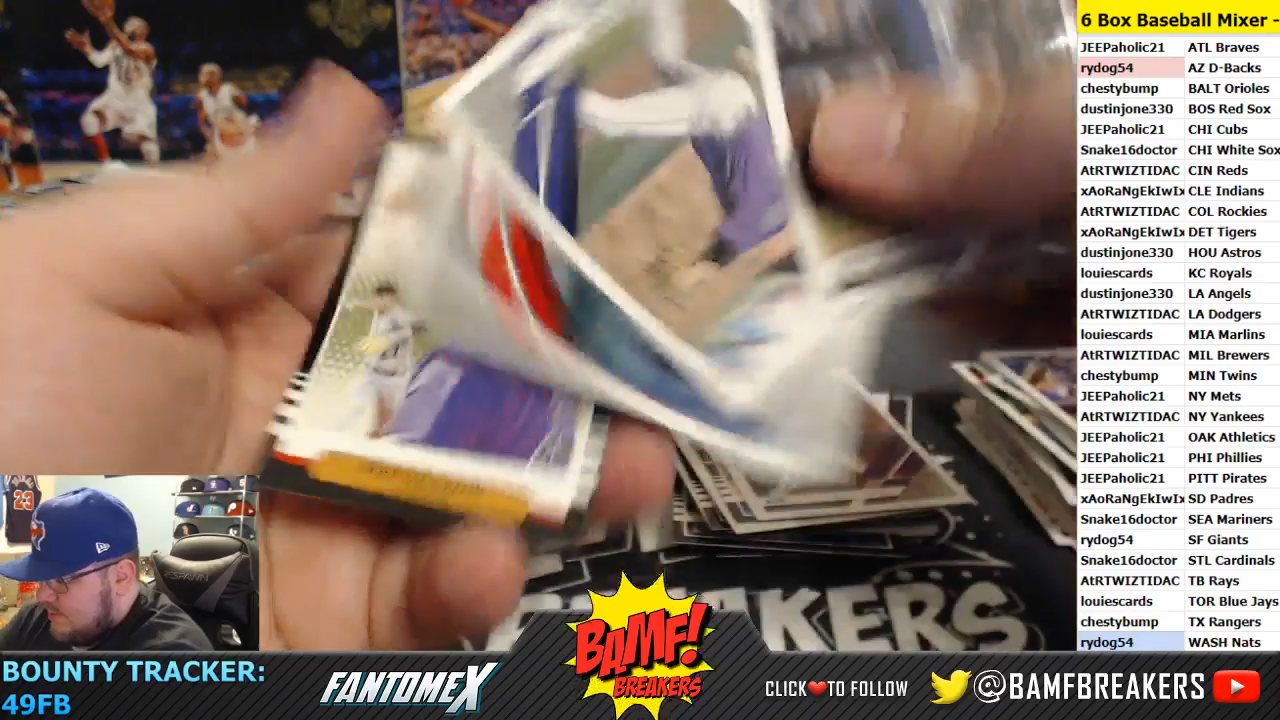 6 Box Baseball Mixer -
JEEPaholic21 ATL Braves
rydog54 AZ D-Backs
chestybump BALT Orioles
dustinjone330 BOS Red Sox
JEEPaholic21 CHI Cubs
Snake16doctor CHI White Sox
AtRTWIZTIDAC CIN Reds
xAoRaNgEkIwIx CLE Indians
AtRTWIZTIDAC COL Rockies
xAoRaNgEkIwIx DET Tigers
dustinjone330 HOU Astros
louiescards KC Royals
dustinjone330 LA Angels
AtRTWIZTIDAC LA Dodgers
louiescards MIA Marlins
AtRTWIZTIDAC MIL Brewers
chestybump MIN Twins
JEEPaholic21 NY Mets
AtRTWIZTIDAC NY Yankees
JEEPaholic21 OAK Athletics
JEEPaholic21 PHI Phillies
JEEPaholic21 PITT Pirates
xAoRaNgEkIwIx SD Padres
Snake16doctor SEA Mariners
rydog54 SF Giants
Snake16doctor STL Cardinals
AtRTWIZTIDAC TB Rays
louiescards TOR Blue Jays
chestybump TX Rangers
rydog54 WASH Nats
23
ESPAWN
BREAKERS
BOUNTY TRACKER:
49FB
FANTOMEX
BAMF!
BREAKERS
CLICK❤TO FOLLOW
@BAMFBREAKERS